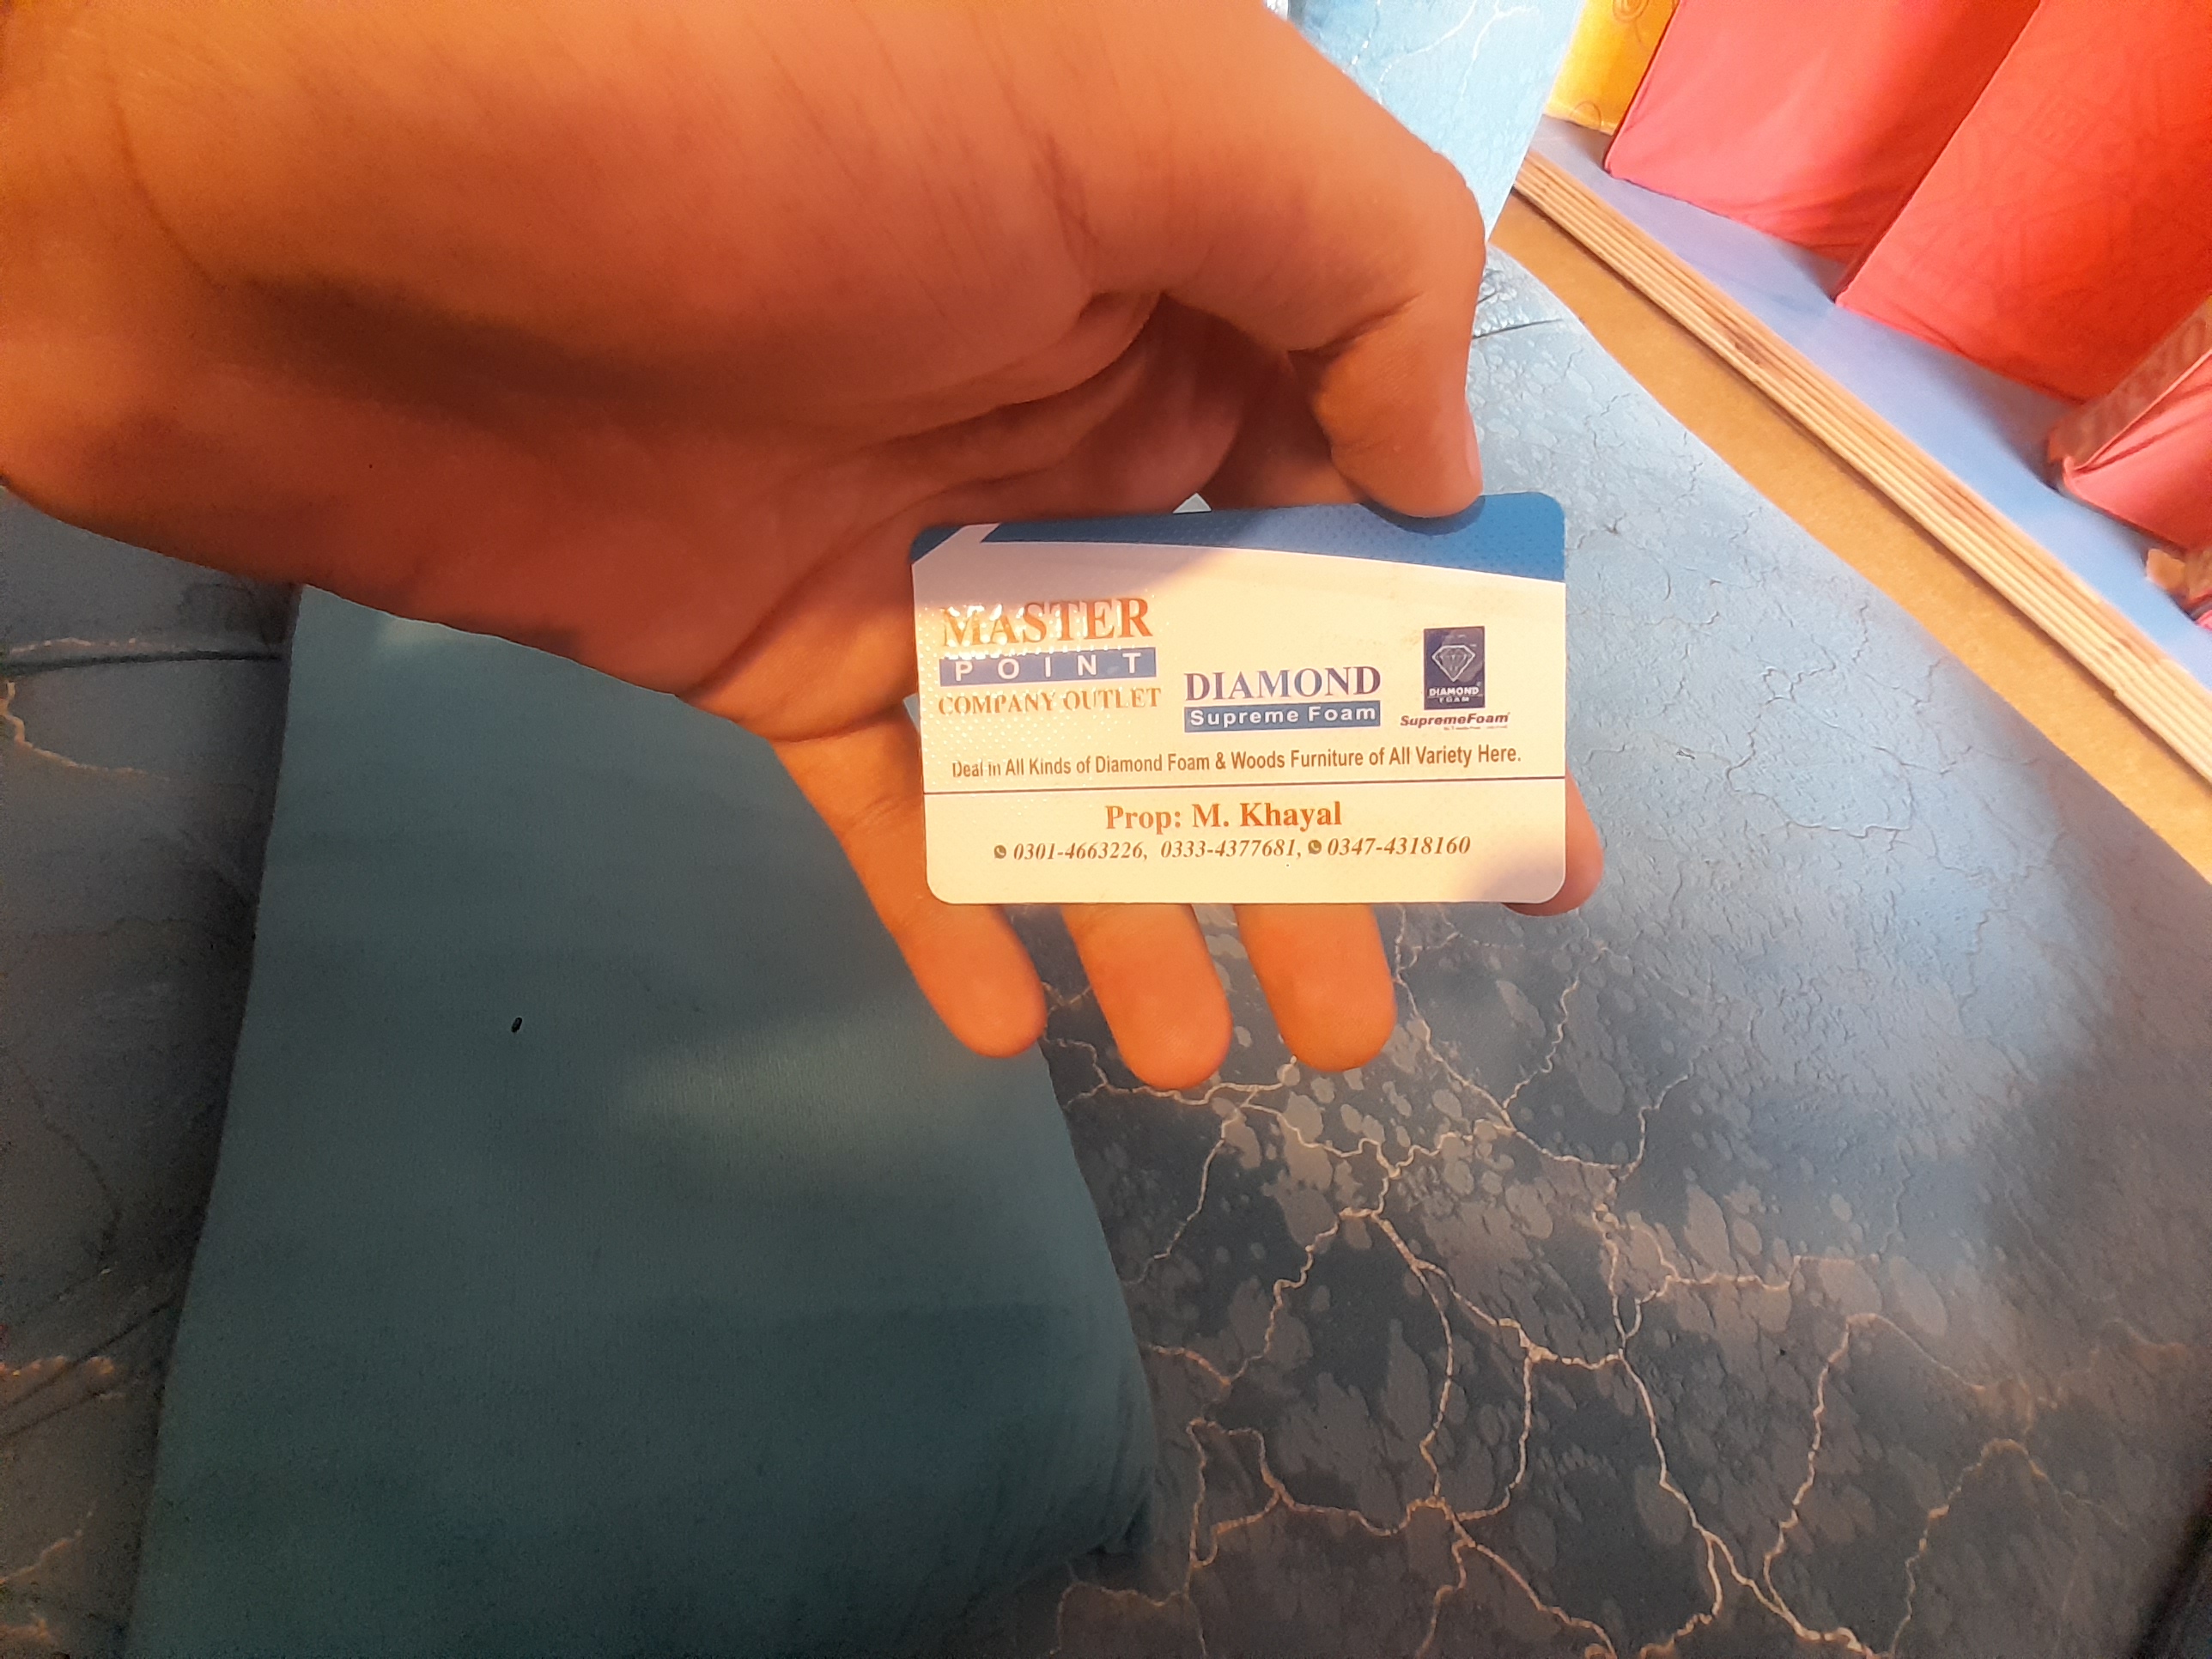 MASTER
POINT
COMPANY OUTLET
DIAMOND
Supreme Foam
DIAMOND
FOAM
SupremeFoam
Deal in All Kinds of Diamond Foam & Woods Furniture of All Variety Here.
Prop: M. Khayal
0301-4663226, 0333-4377681, 0347-4318160